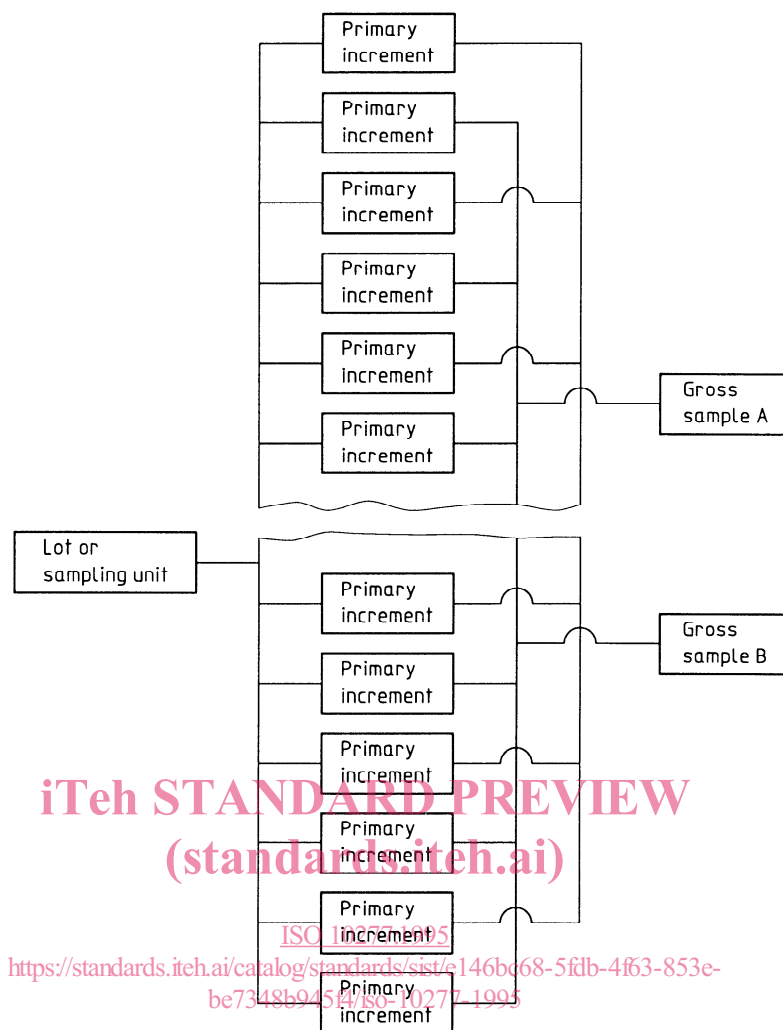 Primary
increment
Primary
increment
Primary
increment
Primary
increment
Primary
increment
Gross
sample A
Primary
increment
Lot or
sampling unit
Primary
increment
Gross
sample B
Primary
increment
Primary
increment
iTeh STANDARD PREVIEW
Primary
increment
(standards.iteh.ai)
Primary
increment
ISO 10277:1995
https://standards.iteh.ai/catalog/standards/sist/e146bc68-5fdb-4f63-853e-
be7348b945f4/iso-10277-1995
Primary
increment